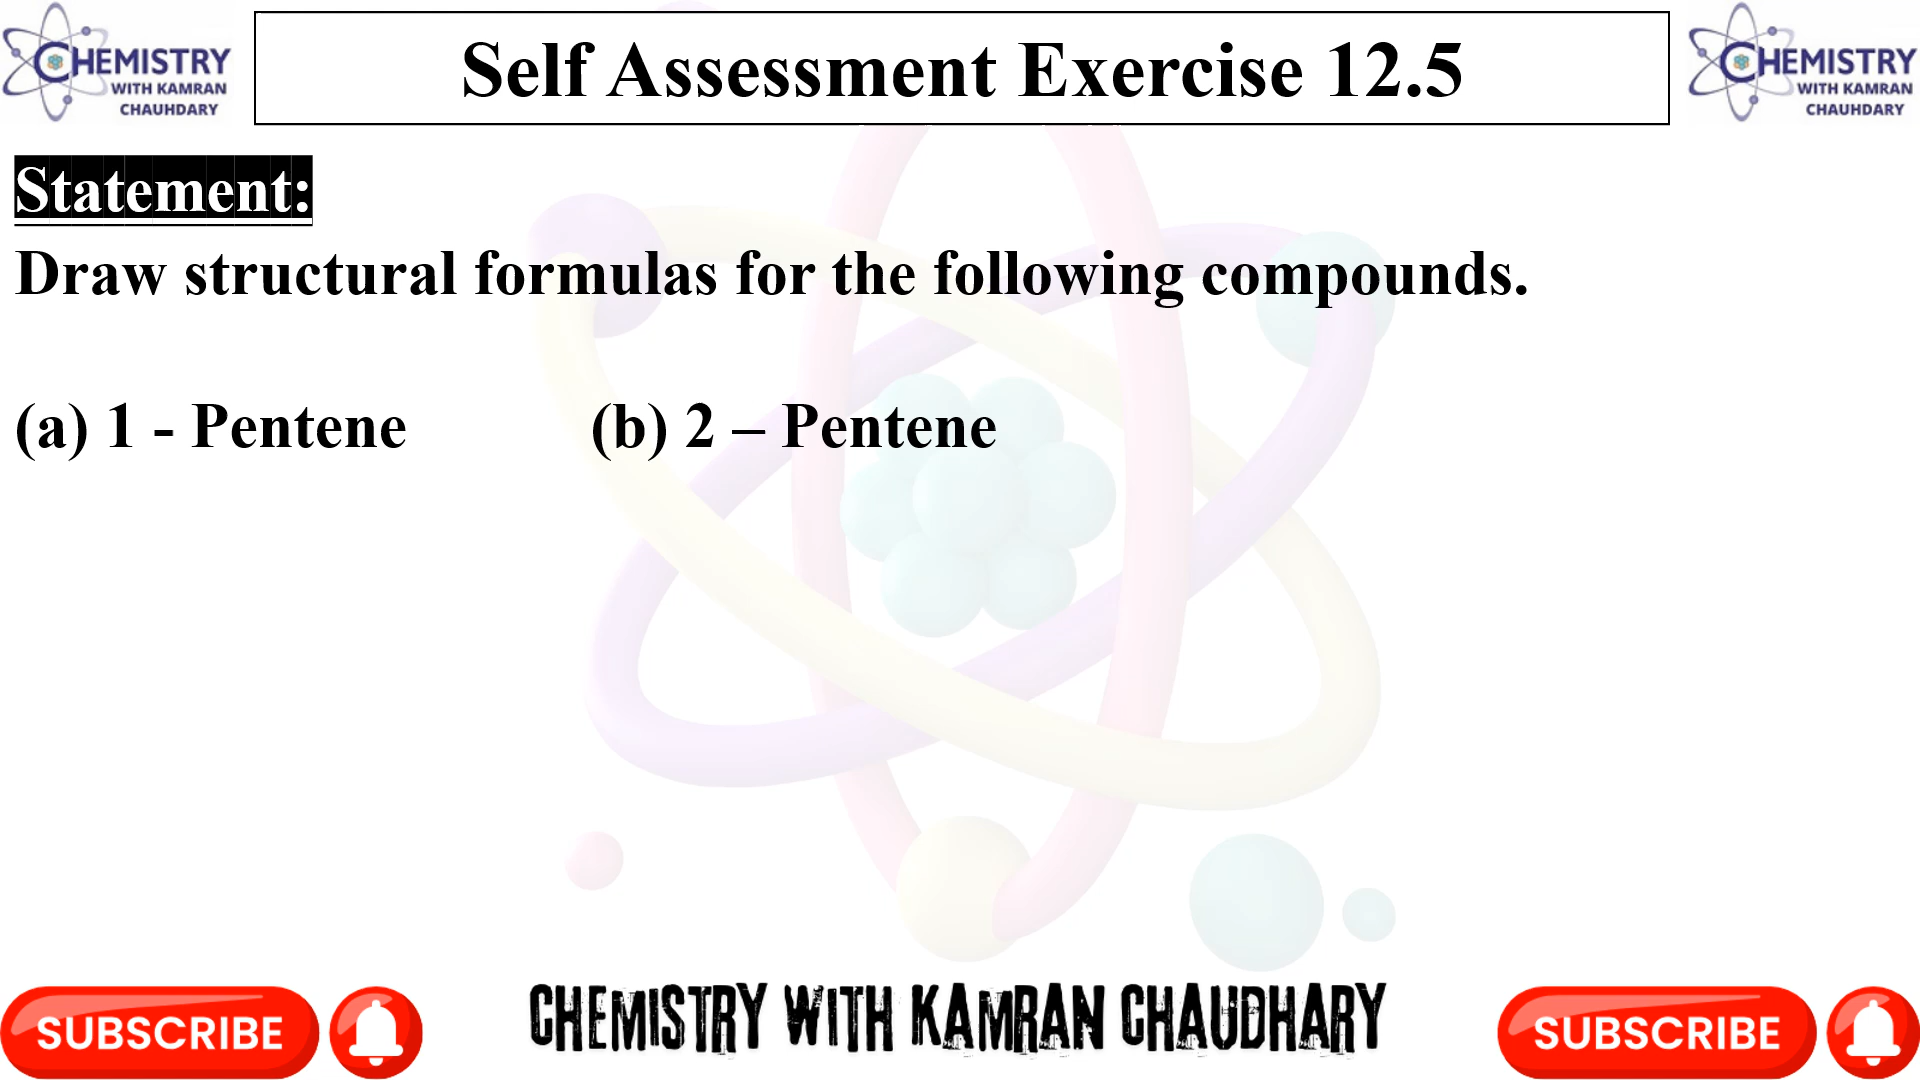 CHEMISTRY
WITH KAMRAN
CHAUHDARY
Self Assessment Exercise 12.5
CHEMISTRY
WITH KAMRAN
CHAUHDARY
Statement:
Draw structural formulas for the following compounds.
(a) 1 - Pentene (b) 2 – Pentene
SUBSCRIBE
CHEMISTRY WITH KAMRAN CHAUDHARY
SUBSCRIBE